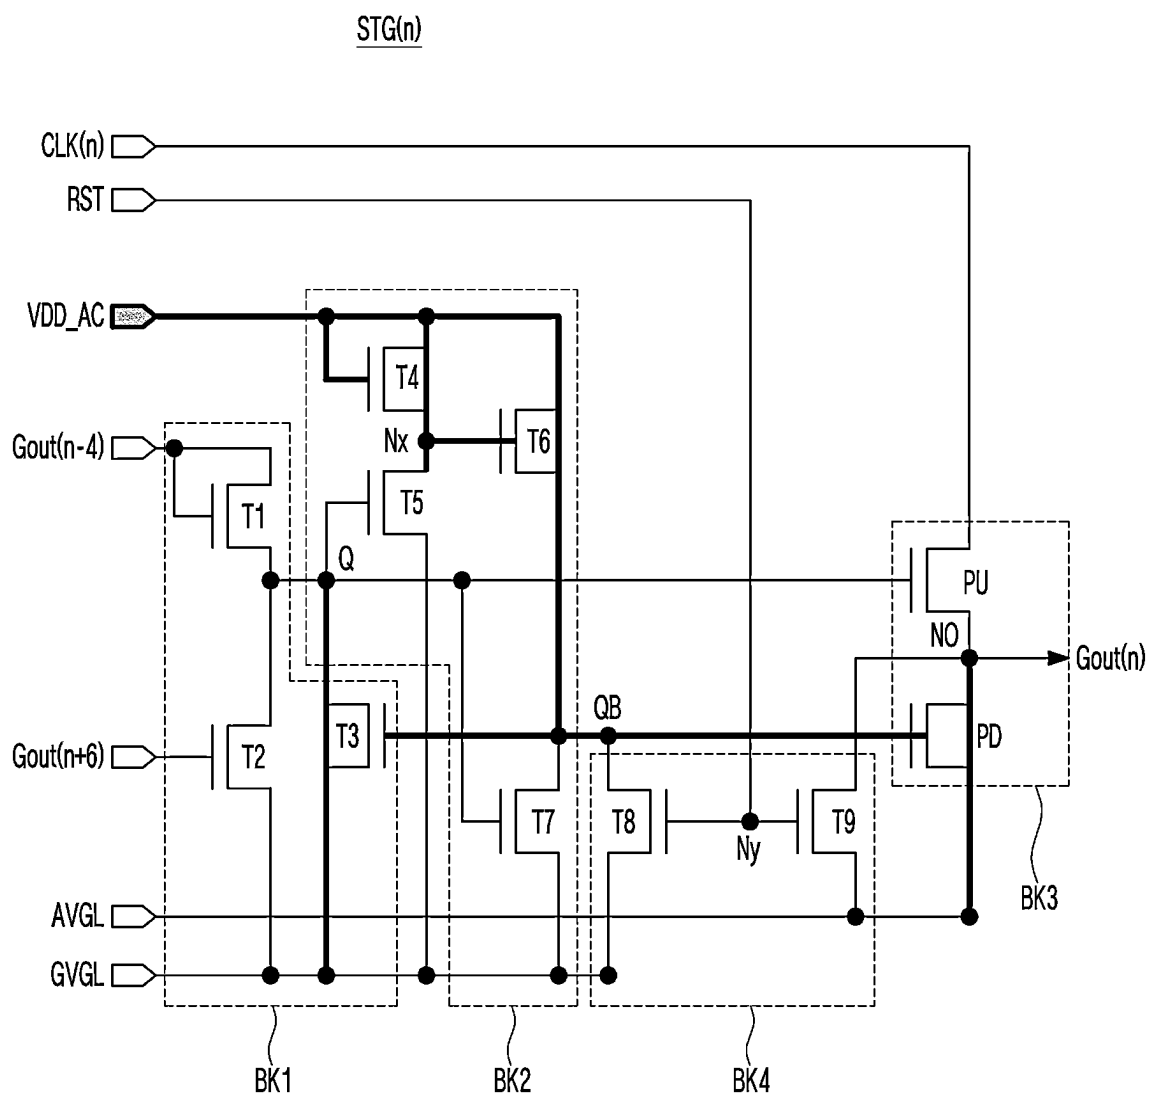 STG(n)
CLK(n)
RST
VDD_AC
T4
Gout(n-4)
Nx
T6
T1
T5
Q
PU
NO
Gout(n)
QB
T3
PD
Gout(n+6)
T2
T7
T8
T9
Ny
BK3
AVGL
GVGL
BK1
BK2
BK4